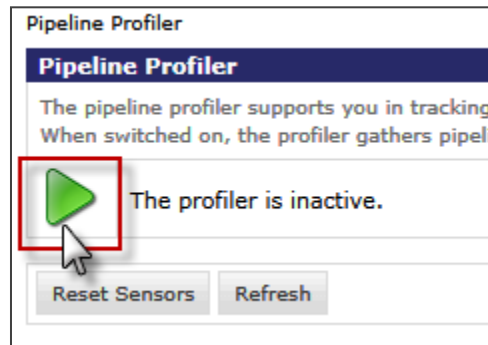 Pipeline Profiler
Pipeline Profiler
The pipeline profiler supports you in tracking
When switched on, the profiler gathers
The profiler is inactive.
Reset Sensors Refresh